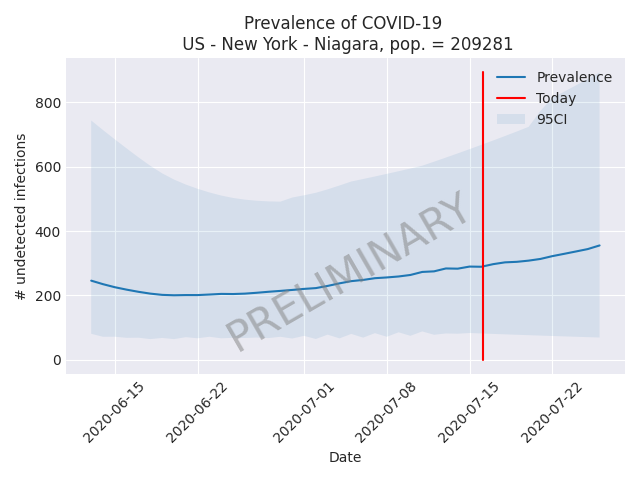 Prevalence of COVID-19
US - New York - Niagara, pop. = 209281
Prevalence
Today
95CI
800
600
400
200
0
# undetected infections
PRELIMINARY
2020-06-15
2020-06-22
2020-07-01
2020-07-08
2020-07-15
2020-07-22
Date